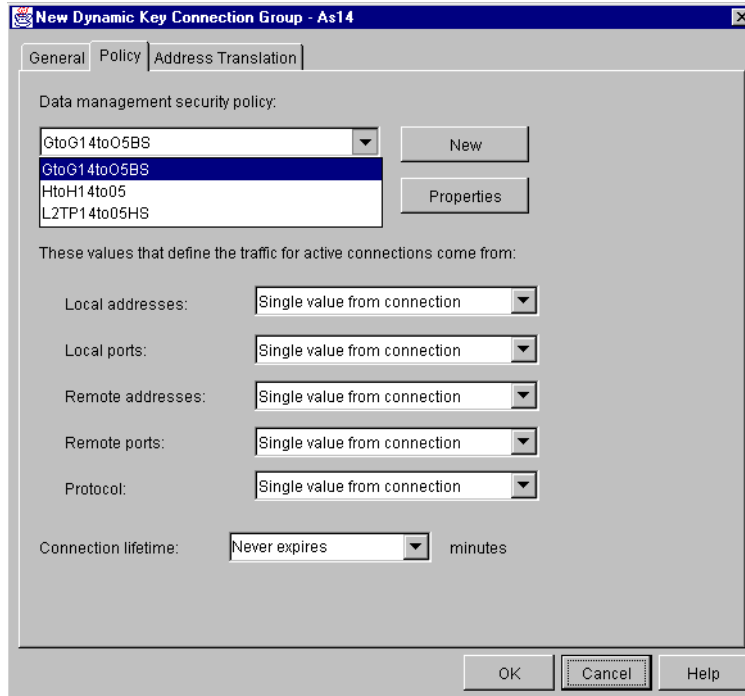 New Dynamic Key Connection Group - As14
General Policy Address Translation
Data management security policy:
GtoG14toO5BS New
GtoG14toO5BS
HtoH14to05
L2TP14to05HS
Properties
These values that define the traffic for active connections come from:
Local addresses: Single value from connection
Local ports: Single value from connection
Remote addresses: Single value from connection
Remote ports: Single value from connection
Protocol: Single value from connection
Connection lifetime: Never expires minutes
OK Cancel Help